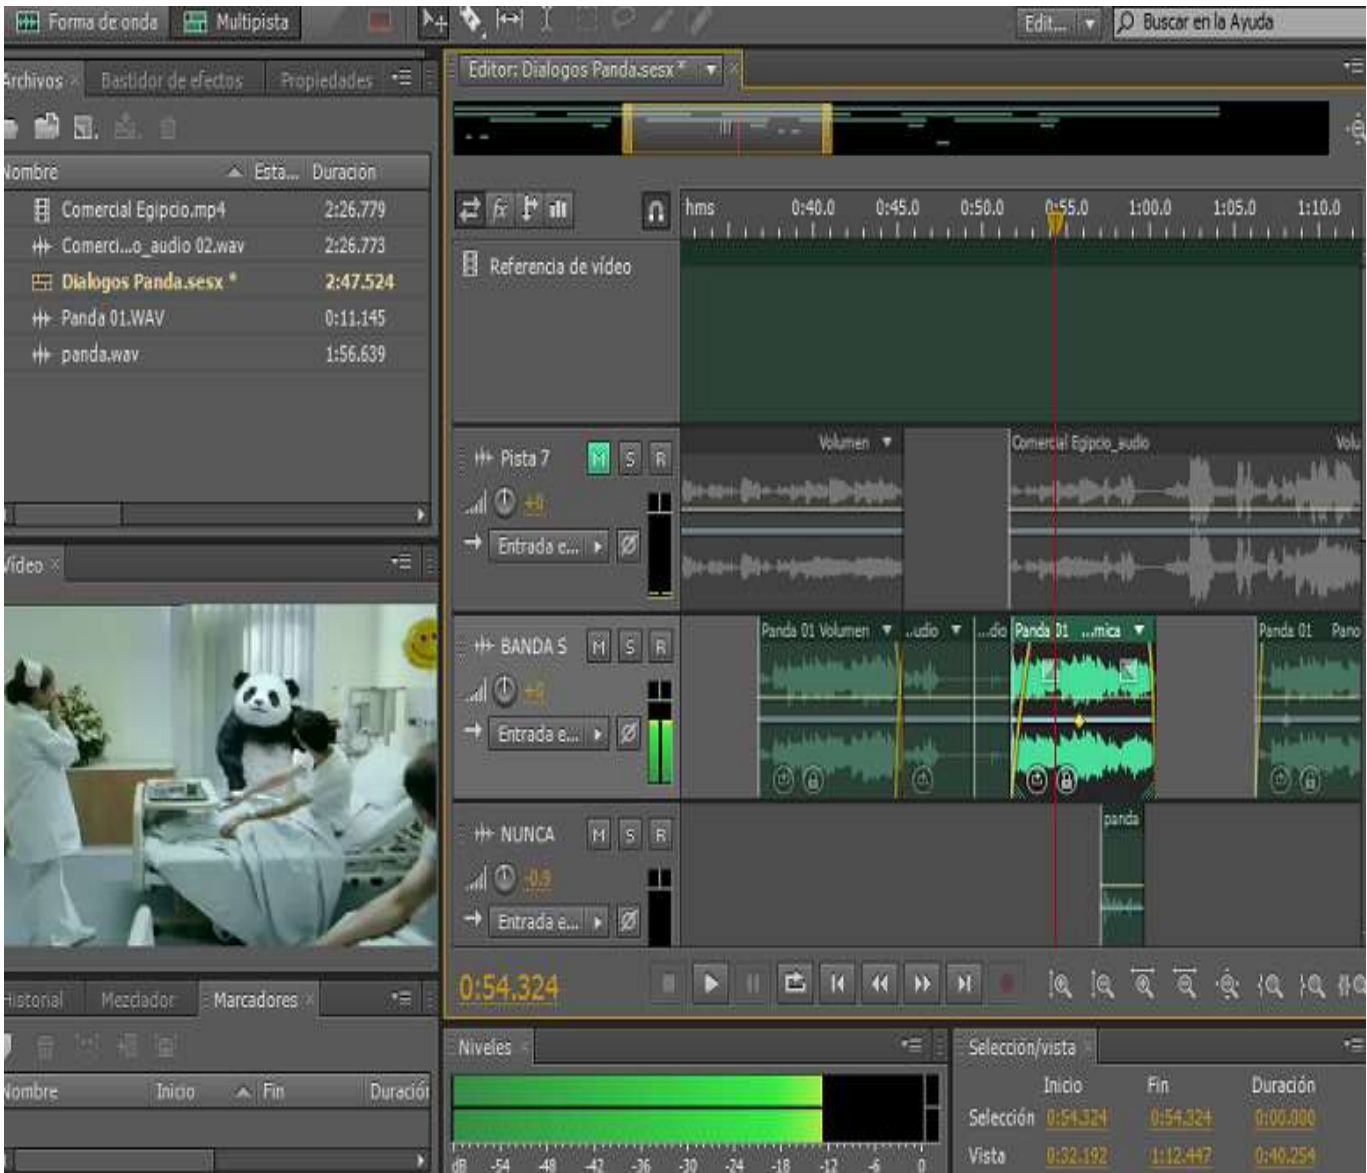 Forma de onda Multipista Edit... Buscar en la Ayuda
Archivos Bastidor de efectos Propiedades
Nombre Esta... Duración
Comercial Egipcio.mp4 2:26.779
Comerci...o_audio 02.wav 2:26.773
Dialogos Panda.sesx * 2:47.524
Panda 01.WAV 0:11.145
panda.wav 1:56.639
Vídeo
Historial Mezclador Marcadores
Nombre Inicio Fin Duración
Editor: Dialogos Panda.sesx *
hms 0:40.0 0:45.0 0:50.0 0:55.0 1:00.0 1:05.0 1:10.0
Referencia de vídeo
Pista 7 M S R
+0
Entrada e...
Volumen Comercial Egipcio_audio Volu
BANDA S M S R
+0
Entrada e...
Panda 01 Volumen ...udio ...dio Panda 01 ...mica Panda 01 Pano
NUNCA M S R
-0.9
Entrada e...
panda
0:54.324
Niveles
dB -54 -48 -42 -36 -30 -24 -18 -12 -6 0
Selección/vista
Inicio Fin Duración
Selección 0:54.324 0:54.324 0:00.000
Vista 0:32.192 1:12.447 0:40.254